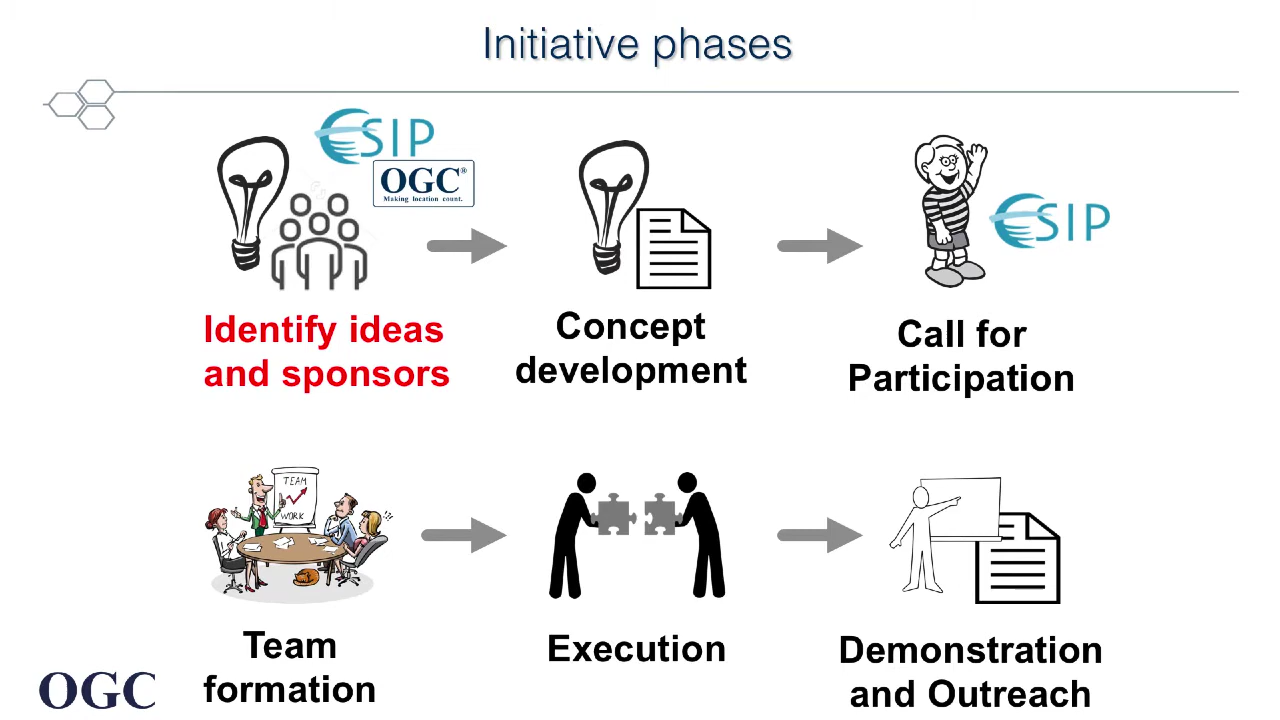 Initiative phases
ESIP
OGC®
Making location count.
ESIP
Identify ideas
and sponsors
Concept
development
Call for
Participation
TEAM
WORK
Team
formation
Execution
Demonstration
and Outreach
OGC